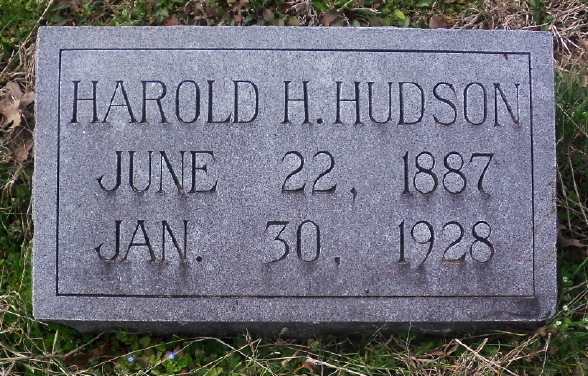 HAROLD H. HUDSON
JUNE 22, 1887
JAN. 30, 1928